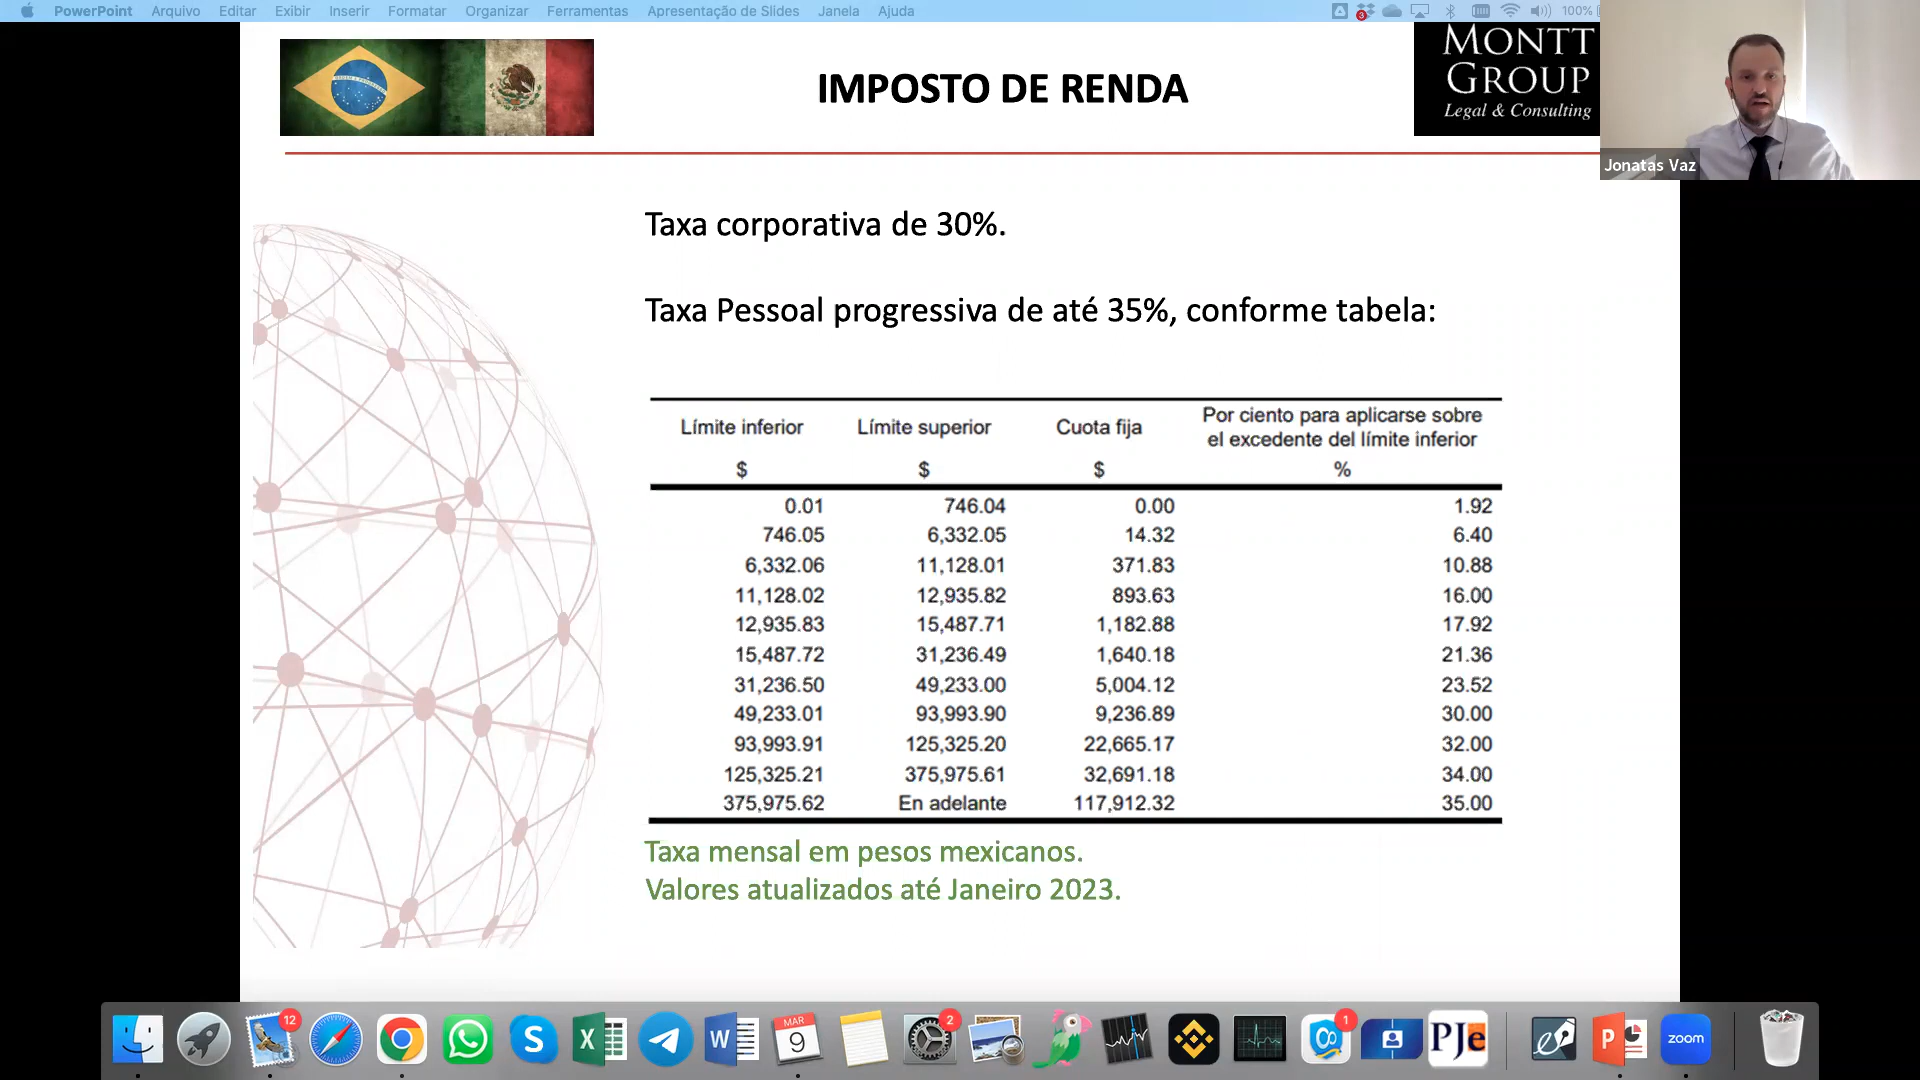 PowerPoint Arquivo Editar Exibir Inserir Formatar Organizar Ferramentas Apresentação de Slides Janela Ajuda 100%
IMPOSTO DE RENDA
MONTT
GROUP
Legal & Consulting
Jonatas Vaz
Taxa corporativa de 30%.
Taxa Pessoal progressiva de até 35%, conforme tabela:
Límite inferior Límite superior Cuota fija Por ciento para aplicarse sobre el excedente del límite inferior
$ $ $ %
0.01 746.04 0.00 1.92
746.05 6,332.05 14.32 6.40
6,332.06 11,128.01 371.83 10.88
11,128.02 12,935.82 893.63 16.00
12,935.83 15,487.71 1,182.88 17.92
15,487.72 31,236.49 1,640.18 21.36
31,236.50 49,233.00 5,004.12 23.52
49,233.01 93,993.90 9,236.89 30.00
93,993.91 125,325.20 22,665.17 32.00
125,325.21 375,975.61 32,691.18 34.00
375,975.62 En adelante 117,912.32 35.00
Taxa mensal em pesos mexicanos.
Valores atualizados até Janeiro 2023.
12 S X W MAR 9 2 1 PJe P zoom